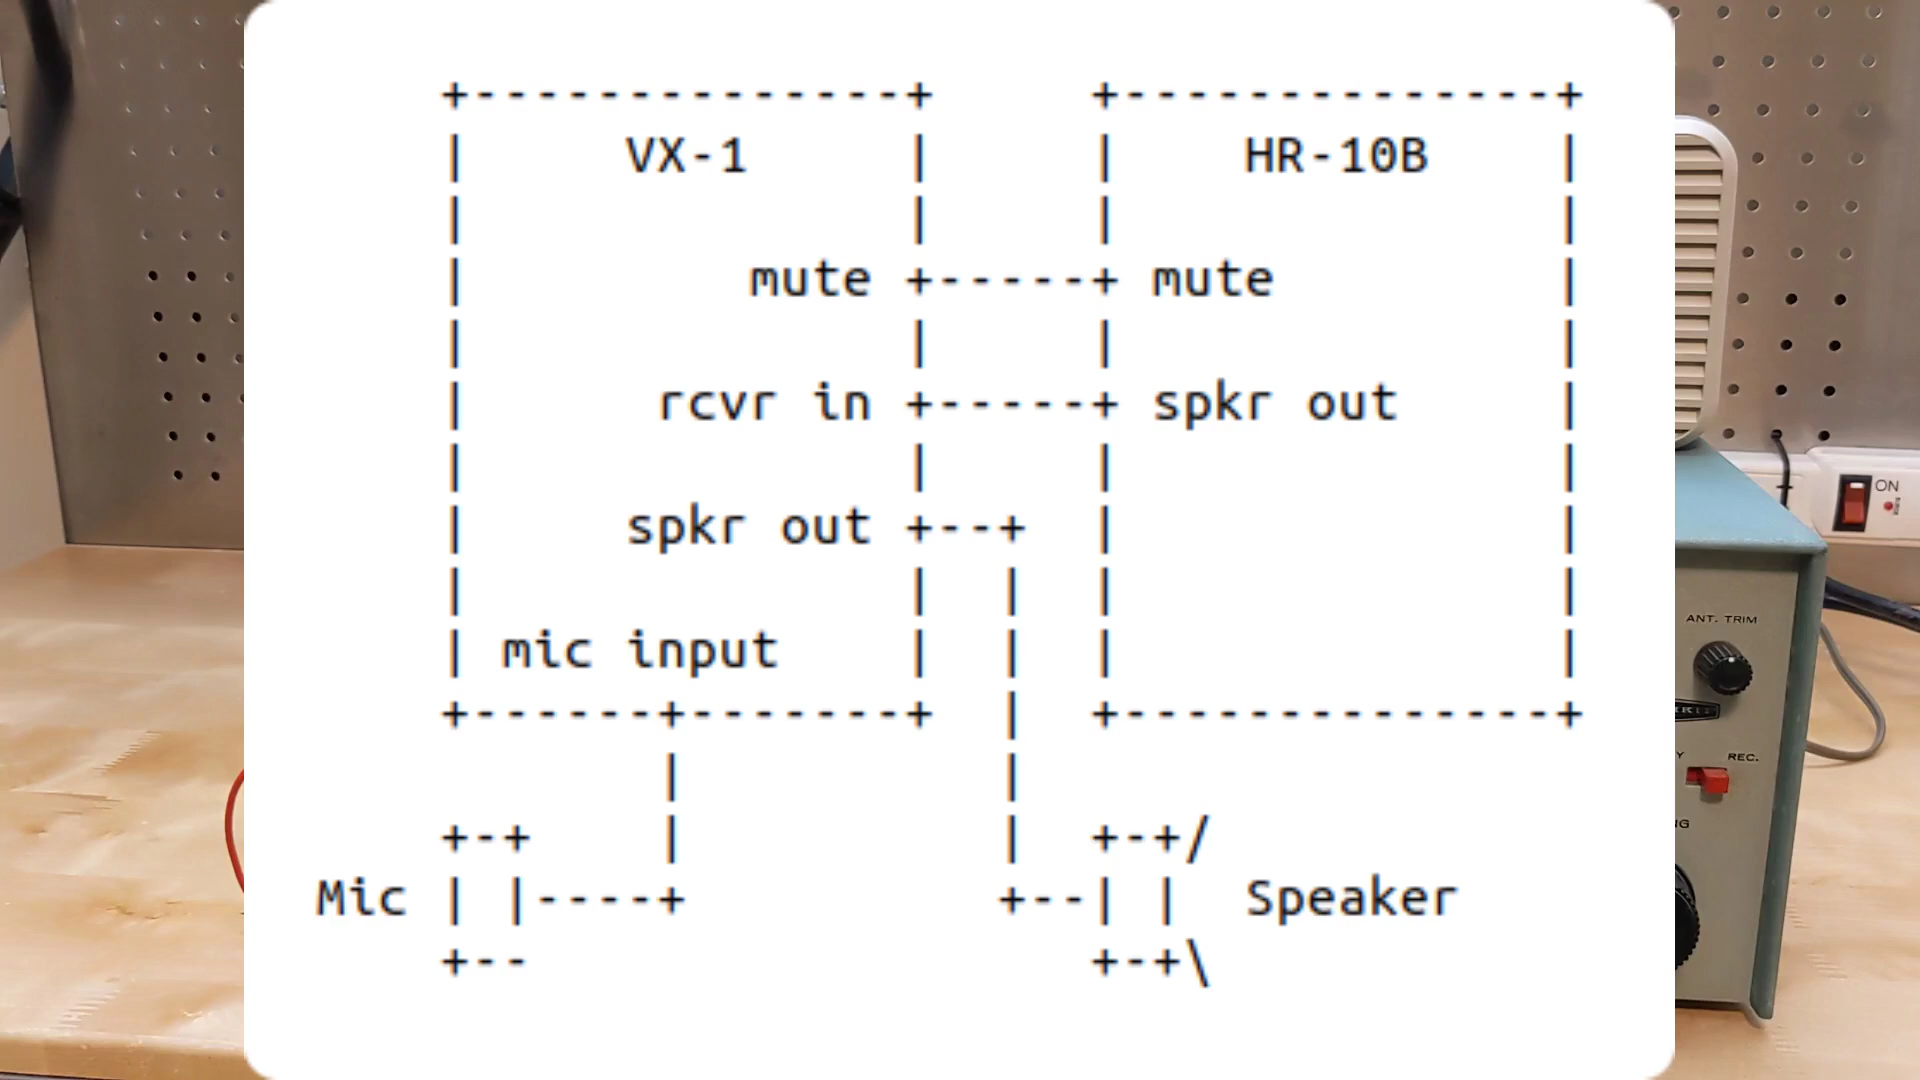 +--------------+     +--------------+
|     VX-1     |     |    HR-10B    |
|              |     |              |
|         mute +-----+ mute         |
|              |     |              |
|      rcvr in +-----+ spkr out     |
|              |     |              |
|     spkr out +--+  |              |
|              |  |  |              |
| mic input    |  |  |              |
+------+-------+  |  +--------------+
|          |
+-+    |          |  +-+/
Mic | |----+          +--| |  Speaker
+--                  +-+\
ON
ANT. TRIM
REC.